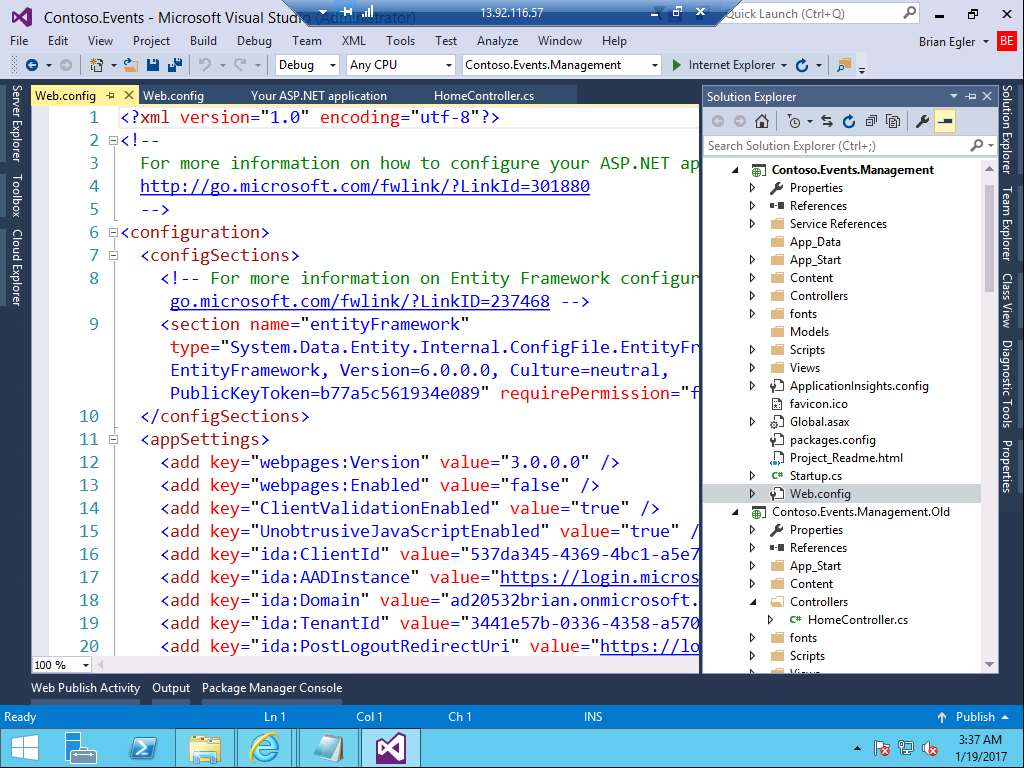 Contoso.Events - Microsoft Visual Studio (Administrator)
13.92.116.57
Quick Launch (Ctrl+Q)
File Edit View Project Build Debug Team XML Tools Test Analyze Window Help
Brian Egler
BE
Debug Any CPU Contoso.Events.Management Internet Explorer
Server Explorer
Toolbox
Cloud Explorer
Web.config Web.config Your ASP.NET application HomeController.cs
1 <?xml version="1.0" encoding="utf-8"?>
2 <!--
3 For more information on how to configure your ASP.NET ap
4 http://go.microsoft.com/fwlink/?LinkId=301880
5 -->
6 <configuration>
7 <configSections>
8 <!-- For more information on Entity Framework configur
go.microsoft.com/fwlink/?LinkID=237468 -->
9 <section name="entityFramework"
type="System.Data.Entity.Internal.ConfigFile.EntityFr
EntityFramework, Version=6.0.0.0, Culture=neutral,
PublicKeyToken=b77a5c561934e089" requirePermission="f
10 </configSections>
11 <appSettings>
12 <add key="webpages:Version" value="3.0.0.0" />
13 <add key="webpages:Enabled" value="false" />
14 <add key="ClientValidationEnabled" value="true" />
15 <add key="UnobtrusiveJavaScriptEnabled" value="true" /
16 <add key="ida:ClientId" value="537da345-4369-4bc1-a5e7
17 <add key="ida:AADInstance" value="https://login.micros
18 <add key="ida:Domain" value="ad20532brian.onmicrosoft.
19 <add key="ida:TenantId" value="3441e57b-0336-4358-a570
20 <add key="ida:PostLogoutRedirectUri" value="https://lo
100 %
Solution Explorer
Search Solution Explorer (Ctrl+;)
Contoso.Events.Management
Properties
References
Service References
App_Data
App_Start
Content
Controllers
fonts
Models
Scripts
Views
ApplicationInsights.config
favicon.ico
Global.asax
packages.config
Project_Readme.html
Startup.cs
Web.config
Contoso.Events.Management.Old
Properties
References
App_Start
Content
Controllers
HomeController.cs
fonts
Scripts
Views
Solution Explorer
Team Explorer
Class View
Diagnostic Tools
Properties
Web Publish Activity Output Package Manager Console
Ready Ln 1 Col 1 Ch 1 INS Publish
3:37 AM
1/19/2017